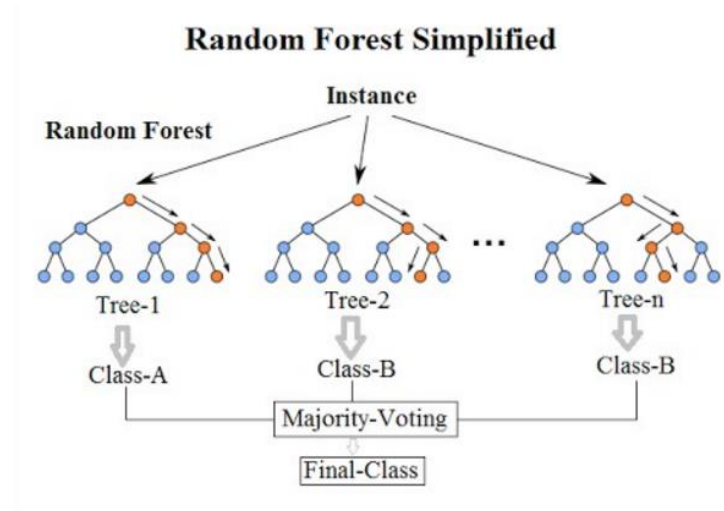 Random Forest Simplified
Instance
Random Forest
...
Tree-1
Tree-2
Tree-n
Class-A
Class-B
Class-B
Majority-Voting
Final-Class